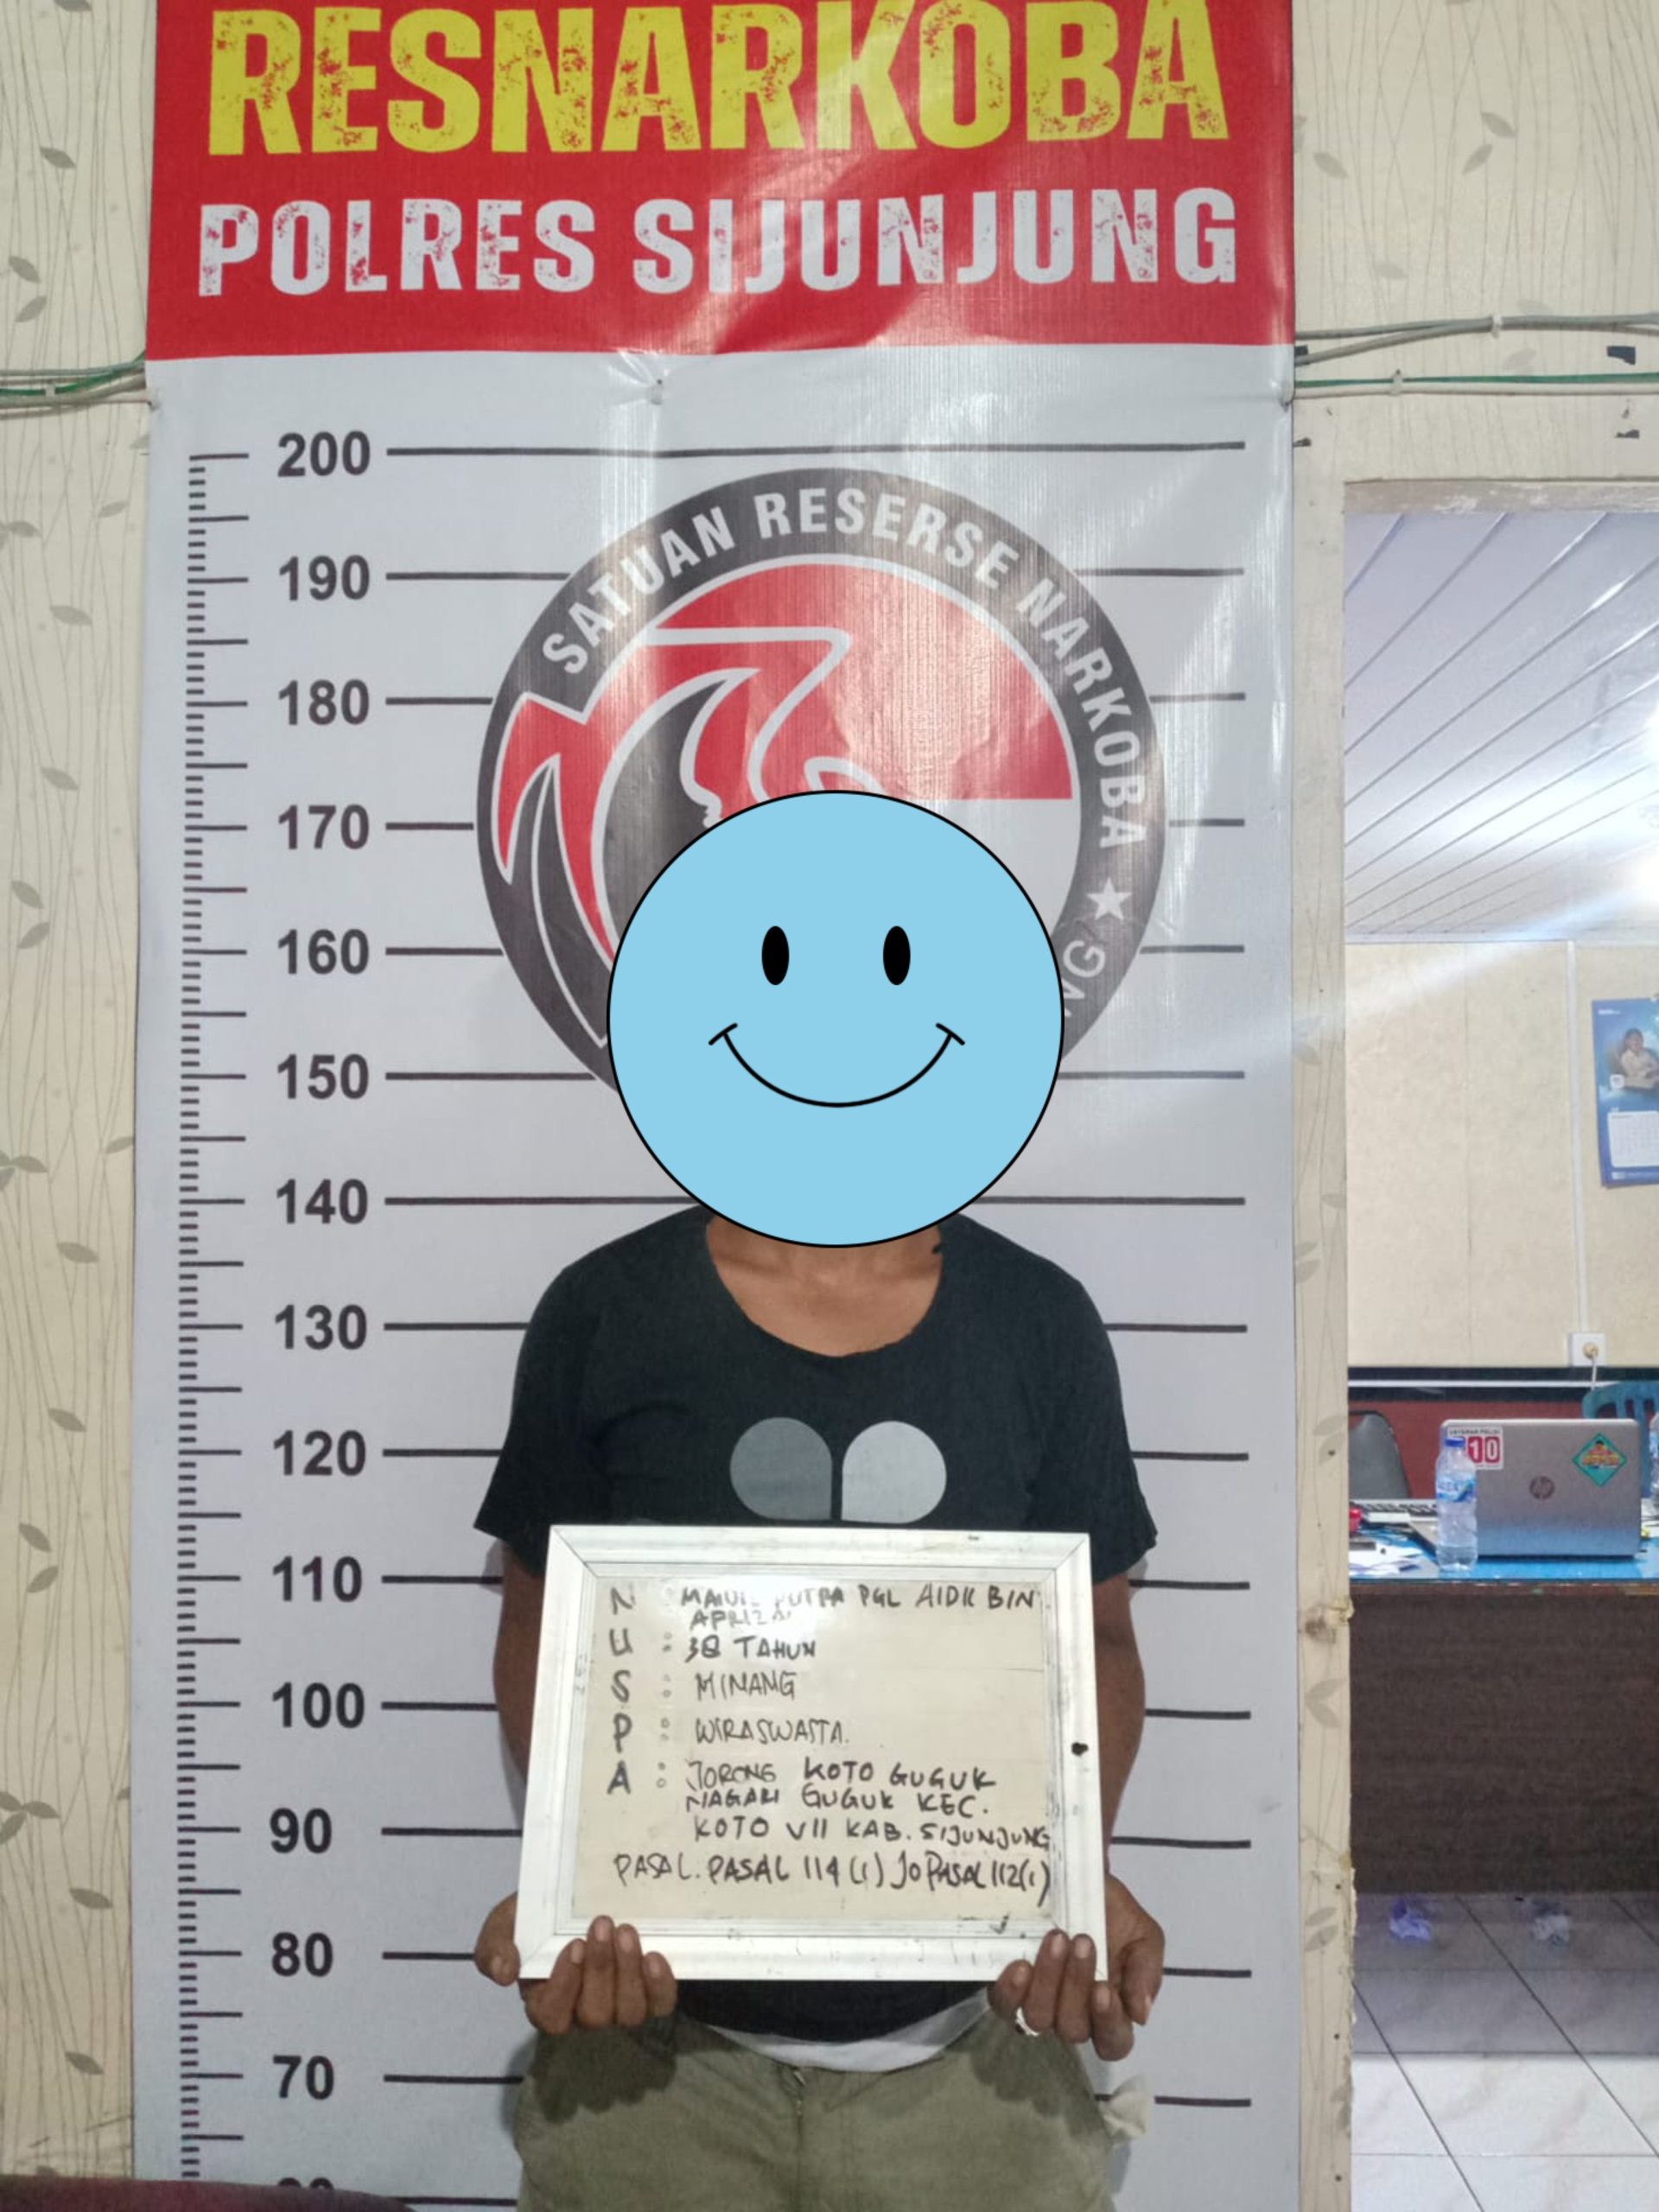 RESNARKOBA
POLRES SIJUNJUNG
200
SATUAN RESERSE NARKOBA ★
190
180
170
160
150
140
130
120
110
100
90
80
70
N : PUTRA PGL AIDIL BIN
U : 38 TAHUN
S : MINANG
P : WIRASWASTA.
A : JORONG KOTO GUGUK
NAGARI GUGUK KEC.
KOTO VII KAB. SIJUNJUNG
PASAL. PASAL 114 (1) JO PASAL 112(1)
10
hp